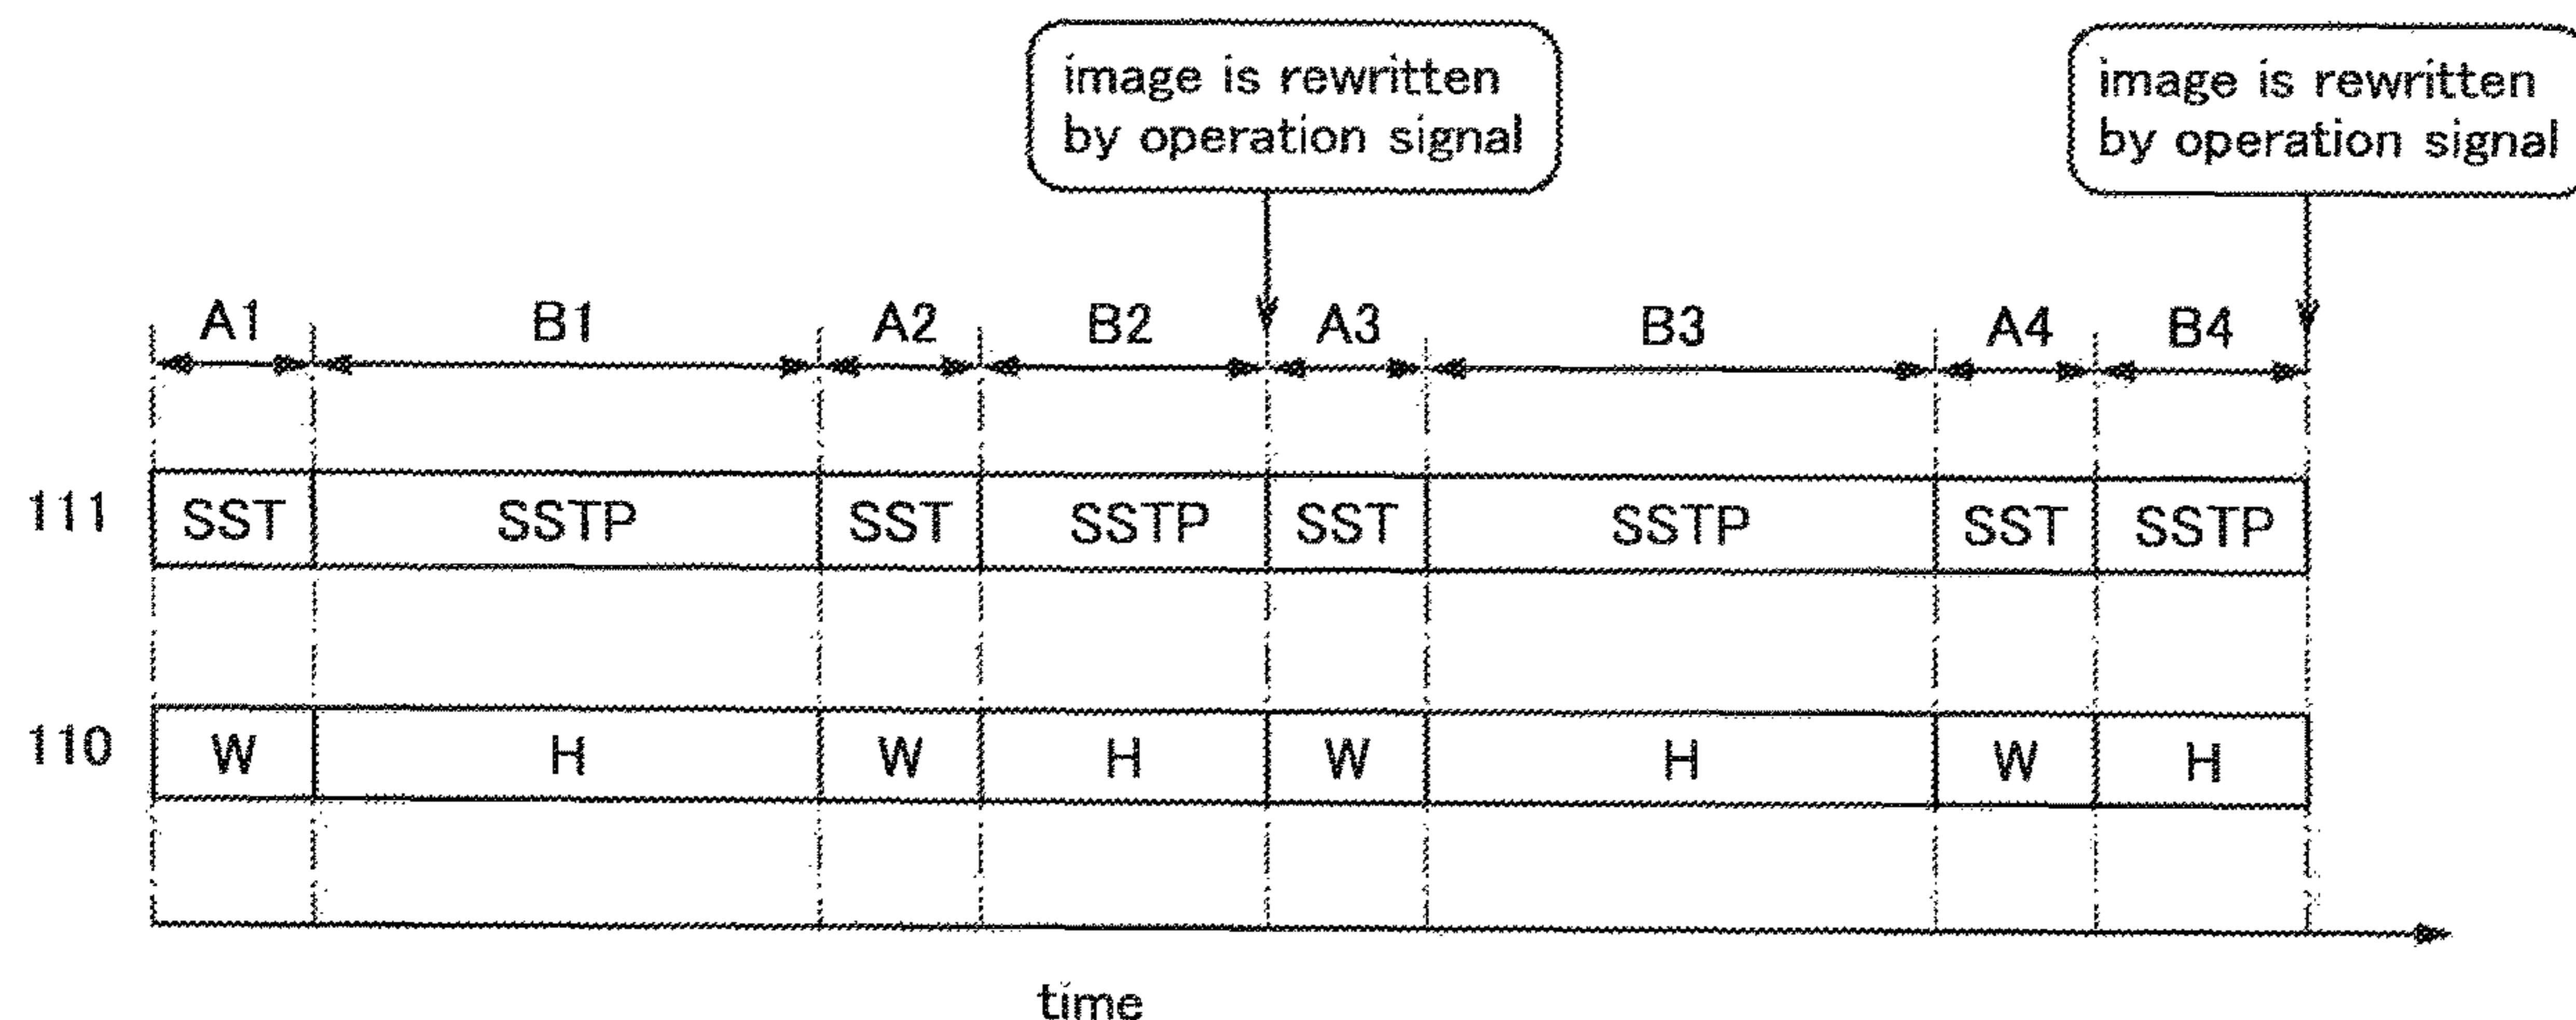 image is rewritten
by operation signal
image is rewritten
by operation signal
A1 B1 A2 B2 A3 B3 A4 B4
111 SST SSTP SST SSTP SST SSTP SST SSTP
110 W H W H W H W H
time